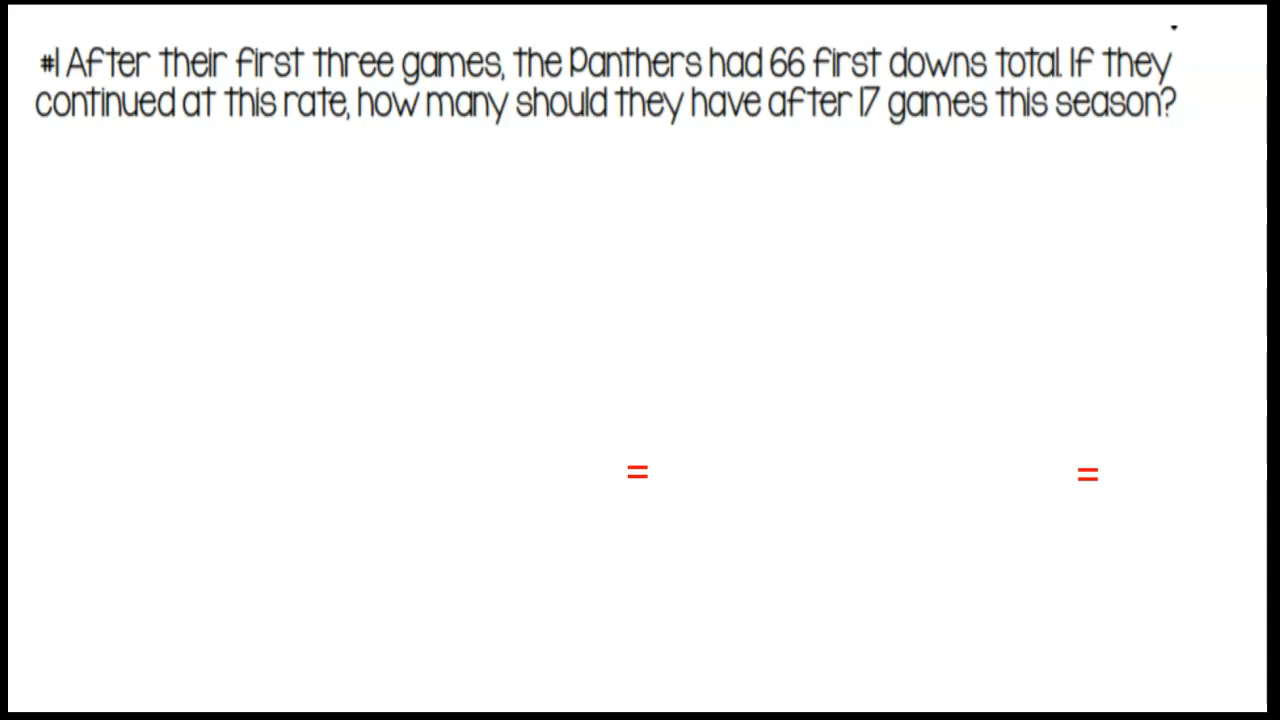 #1 After their first three games, the Panthers had 66 first downs total. If they
continued at this rate, how many should they have after 17 games this season?
= =